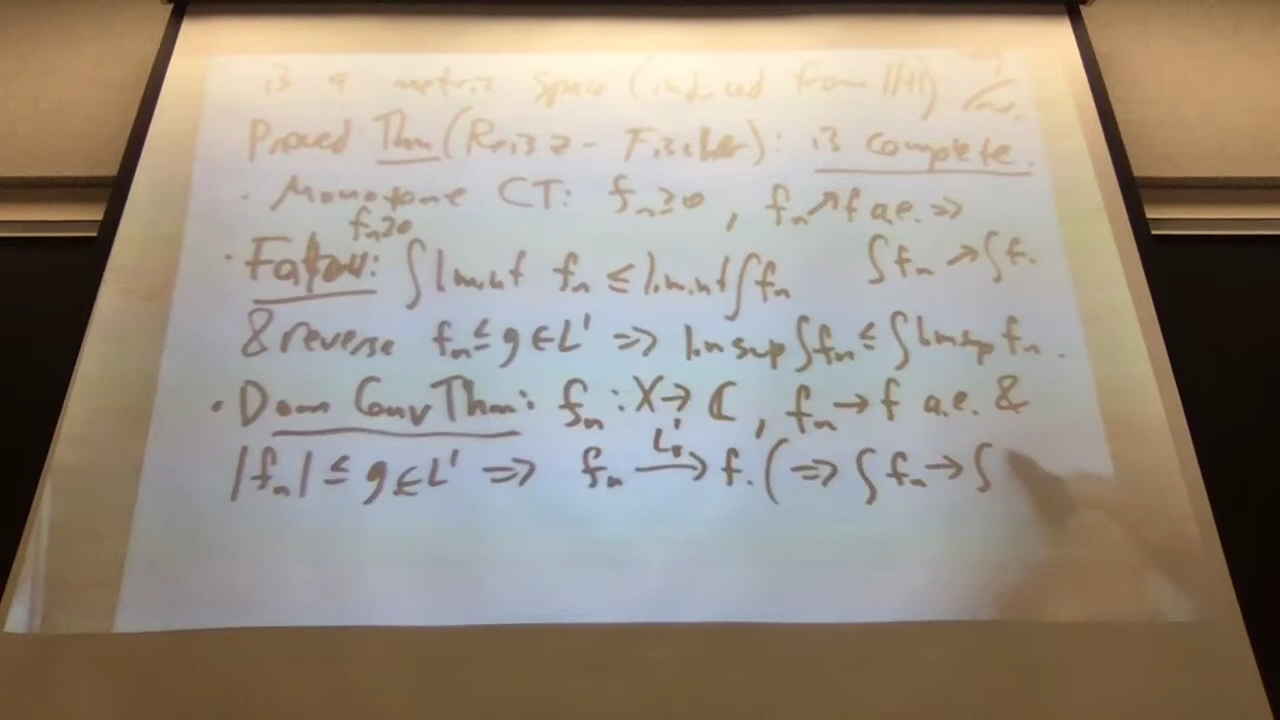 is a metric space (induced from ||·||)
Proved Thm (Reisz - Fischer): is complete.
· Monotone CT: fₙ≥0, fₙ↗f a.e. ⇒
fₙ≥0 ∫fₙ ↗ ∫f.
· Fatou: ∫ liminf fₙ ≤ liminf ∫fₙ
& reverse fₙ ≤ g ∈ L¹ ⇒ limsup ∫fₙ ≤ ∫ limsup fₙ.
· Dom Conv Thm: fₙ : X → ℂ, fₙ → f a.e. &
|fₙ| ≤ g ∈ L¹ ⇒ fₙ —L¹→ f. (⇒ ∫fₙ → ∫